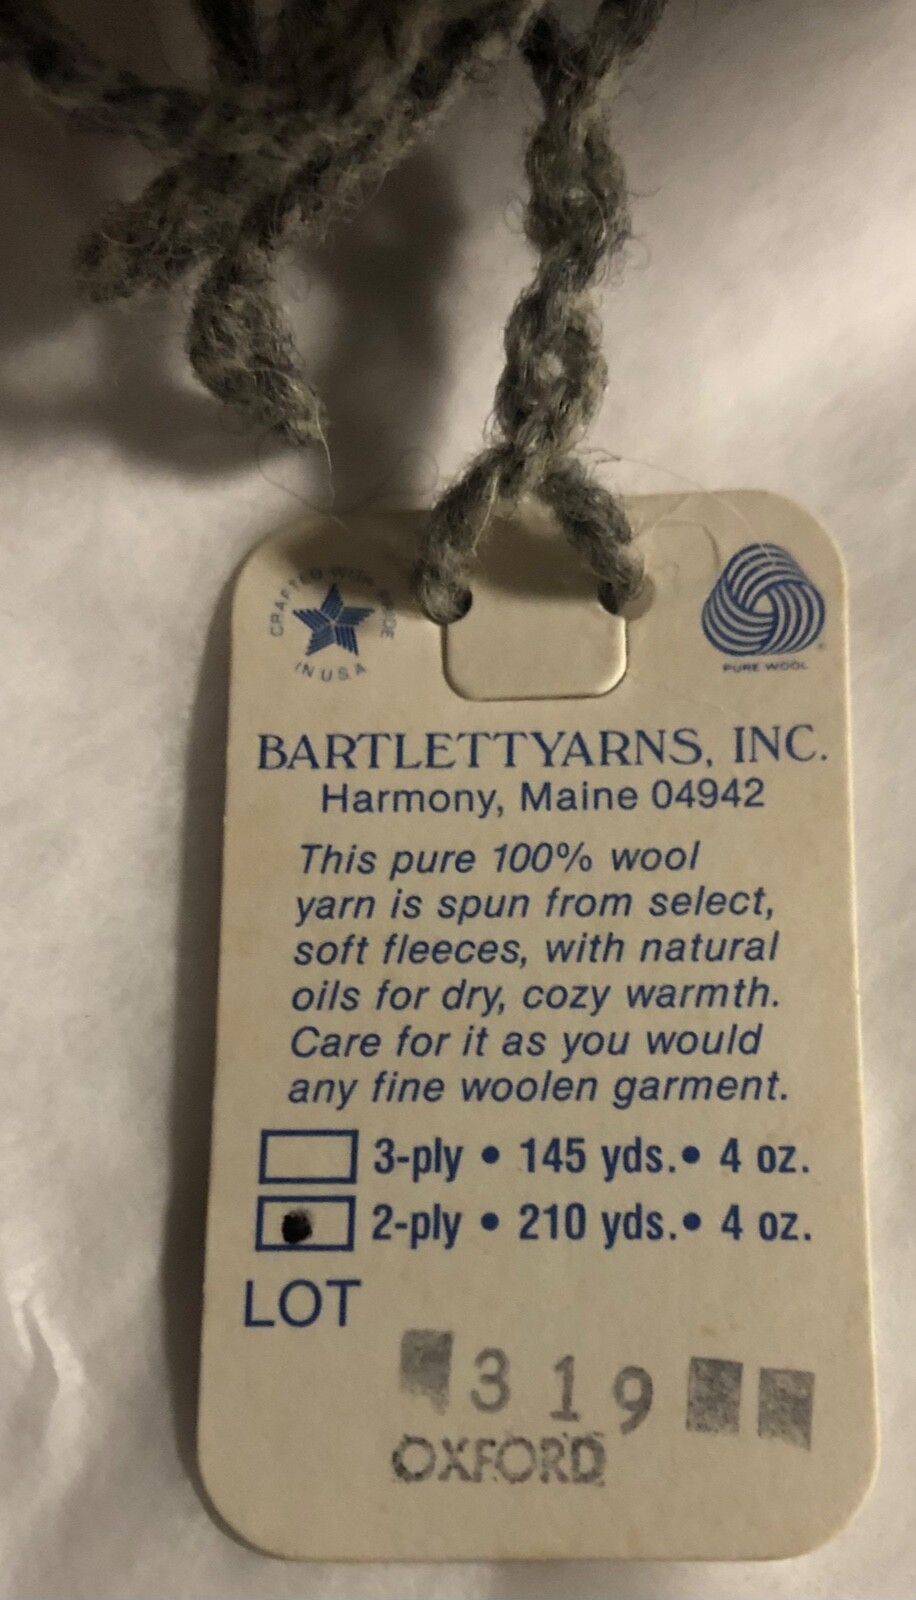 CRAFTED WITH PRIDE
IN U.S.A.
PURE WOOL
BARTLETTYARNS, INC.
Harmony, Maine 04942
This pure 100% wool
yarn is spun from select,
soft fleeces, with natural
oils for dry, cozy warmth.
Care for it as you would
any fine woolen garment.
3-ply • 145 yds.• 4 oz.
2-ply • 210 yds.• 4 oz.
LOT
319
OXFORD